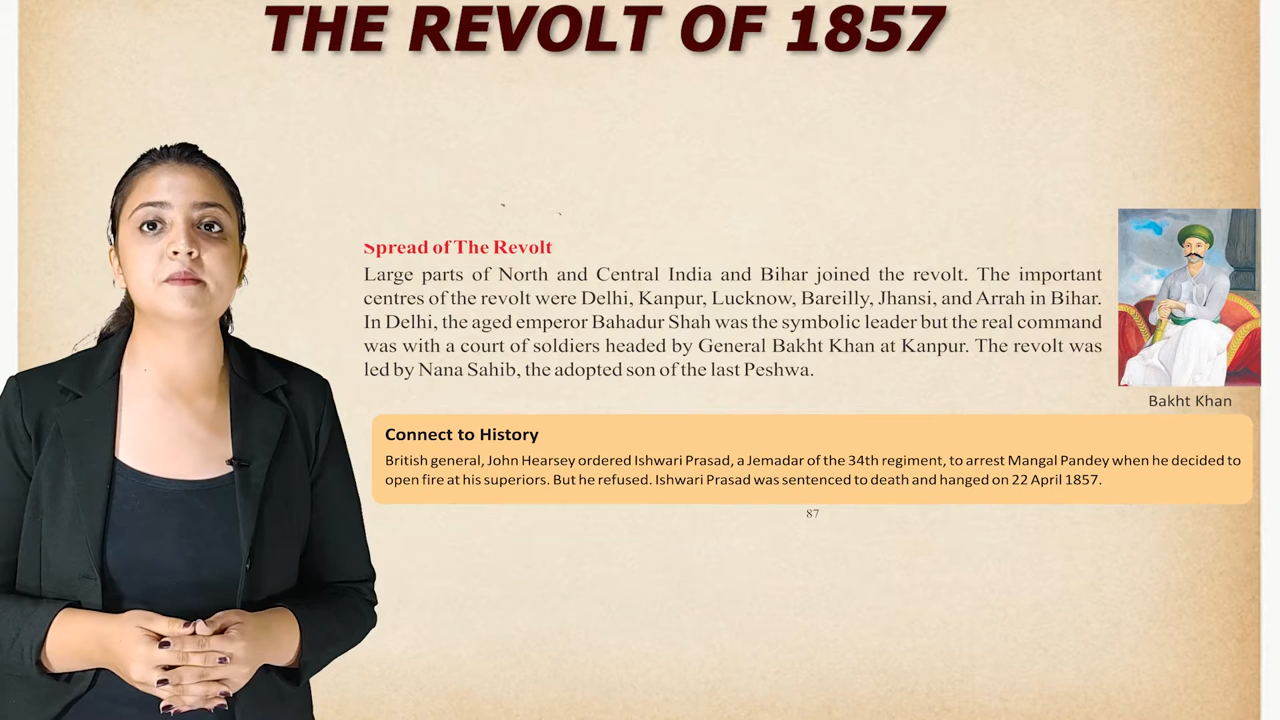 THE REVOLT OF 1857
Spread of The Revolt
Large parts of North and Central India and Bihar joined the revolt. The important
centres of the revolt were Delhi, Kanpur, Lucknow, Bareilly, Jhansi, and Arrah in Bihar.
In Delhi, the aged emperor Bahadur Shah was the symbolic leader but the real command
was with a court of soldiers headed by General Bakht Khan at Kanpur. The revolt was
led by Nana Sahib, the adopted son of the last Peshwa.
Bakht Khan
Connect to History
British general, John Hearsey ordered Ishwari Prasad, a Jemadar of the 34th regiment, to arrest Mangal Pandey when he decided to
open fire at his superiors. But he refused. Ishwari Prasad was sentenced to death and hanged on 22 April 1857.
87